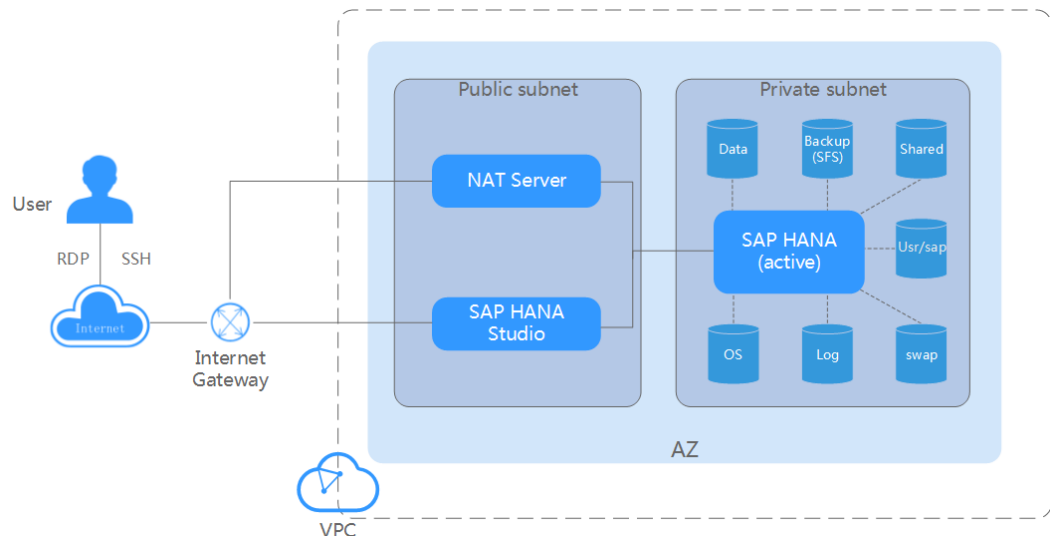 Public subnet
Private subnet
Data
Backup
(SFS)
Shared
NAT Server
User
SAP HANA
(active)
Usr/sap
RDP
SSH
Internet
SAP HANA
Studio
Internet
Gateway
OS
Log
swap
AZ
VPC